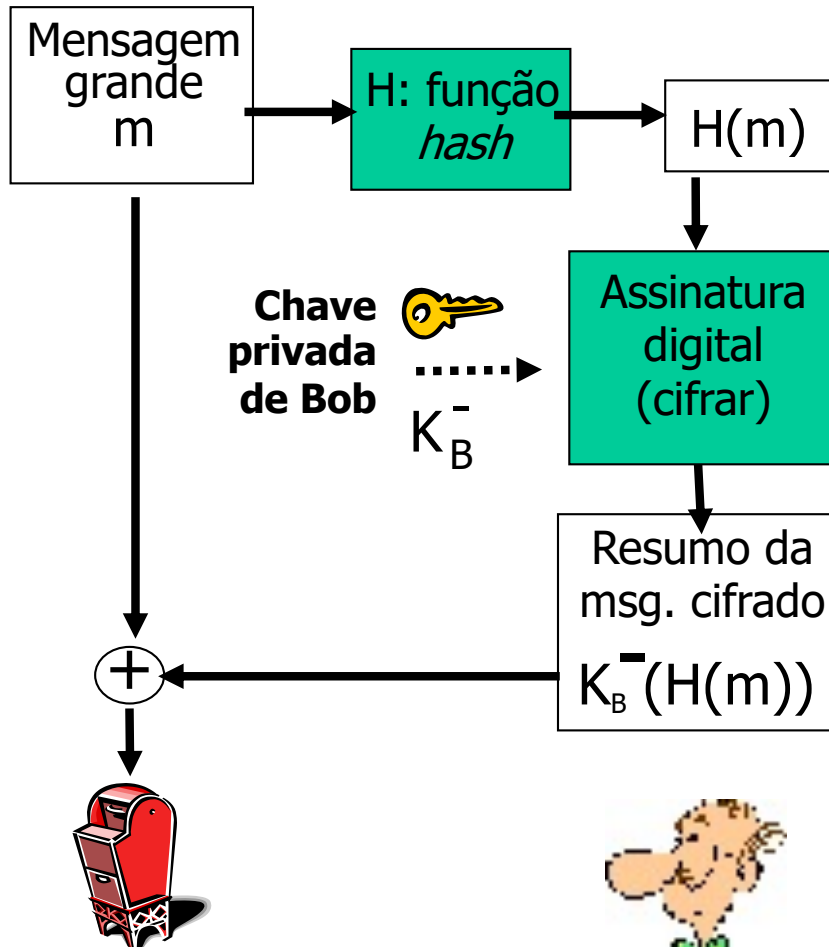 Mensagem
grande
m
H: função
hash
H(m)
Chave
privada
de Bob
K_B^-
Assinatura
digital
(cifrar)
Resumo da
msg. cifrado
K_B^-(H(m))
+